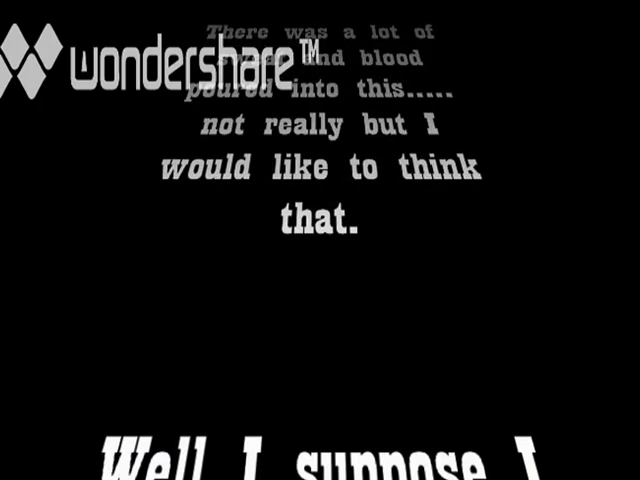 There was a lot of
sweat and blood
wondershare™
poured into this.....
not really but I
would like to think
that.
Well I suppose I